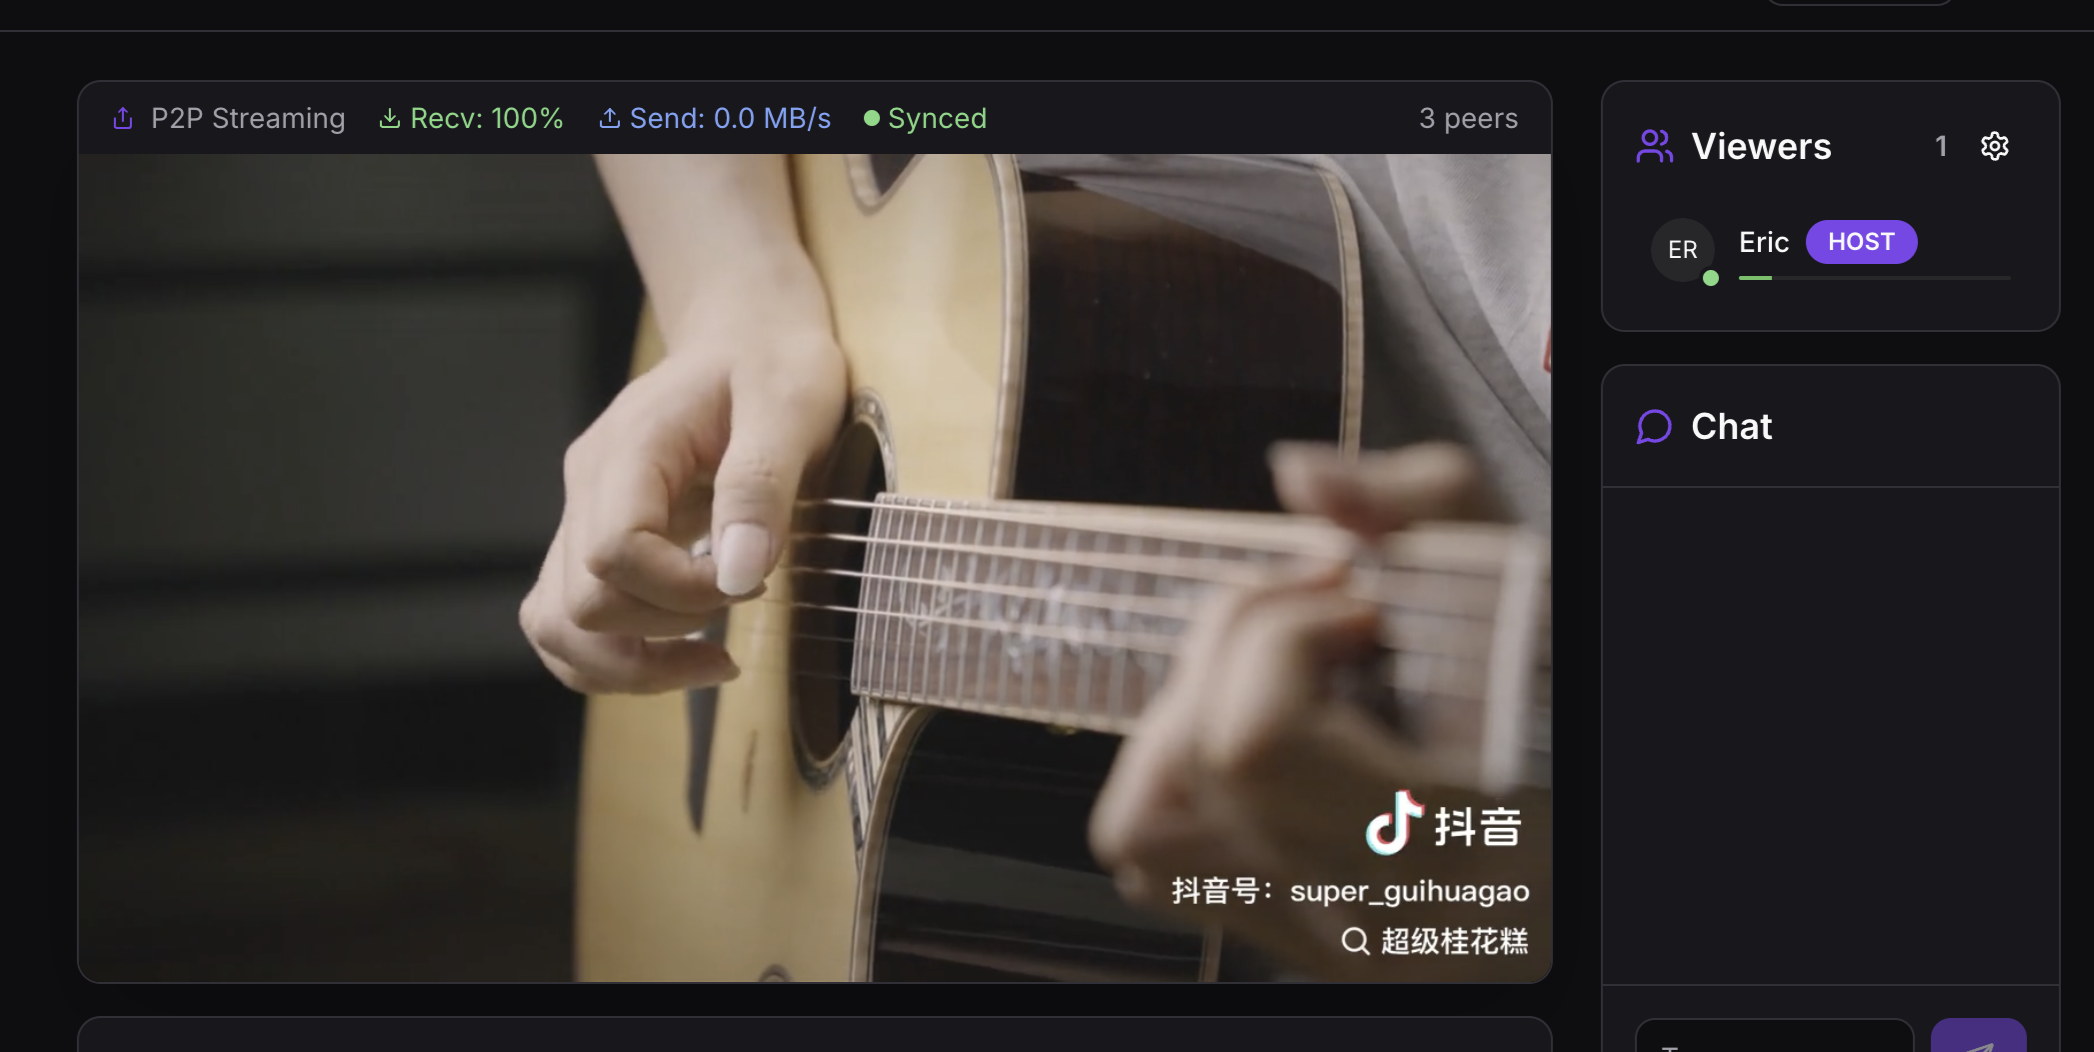 P2P Streaming Recv: 100% Send: 0.0 MB/s Synced 3 peers
抖音
抖音号：super_guihuagao
超级桂花糕
Viewers 1
ER Eric HOST
Chat